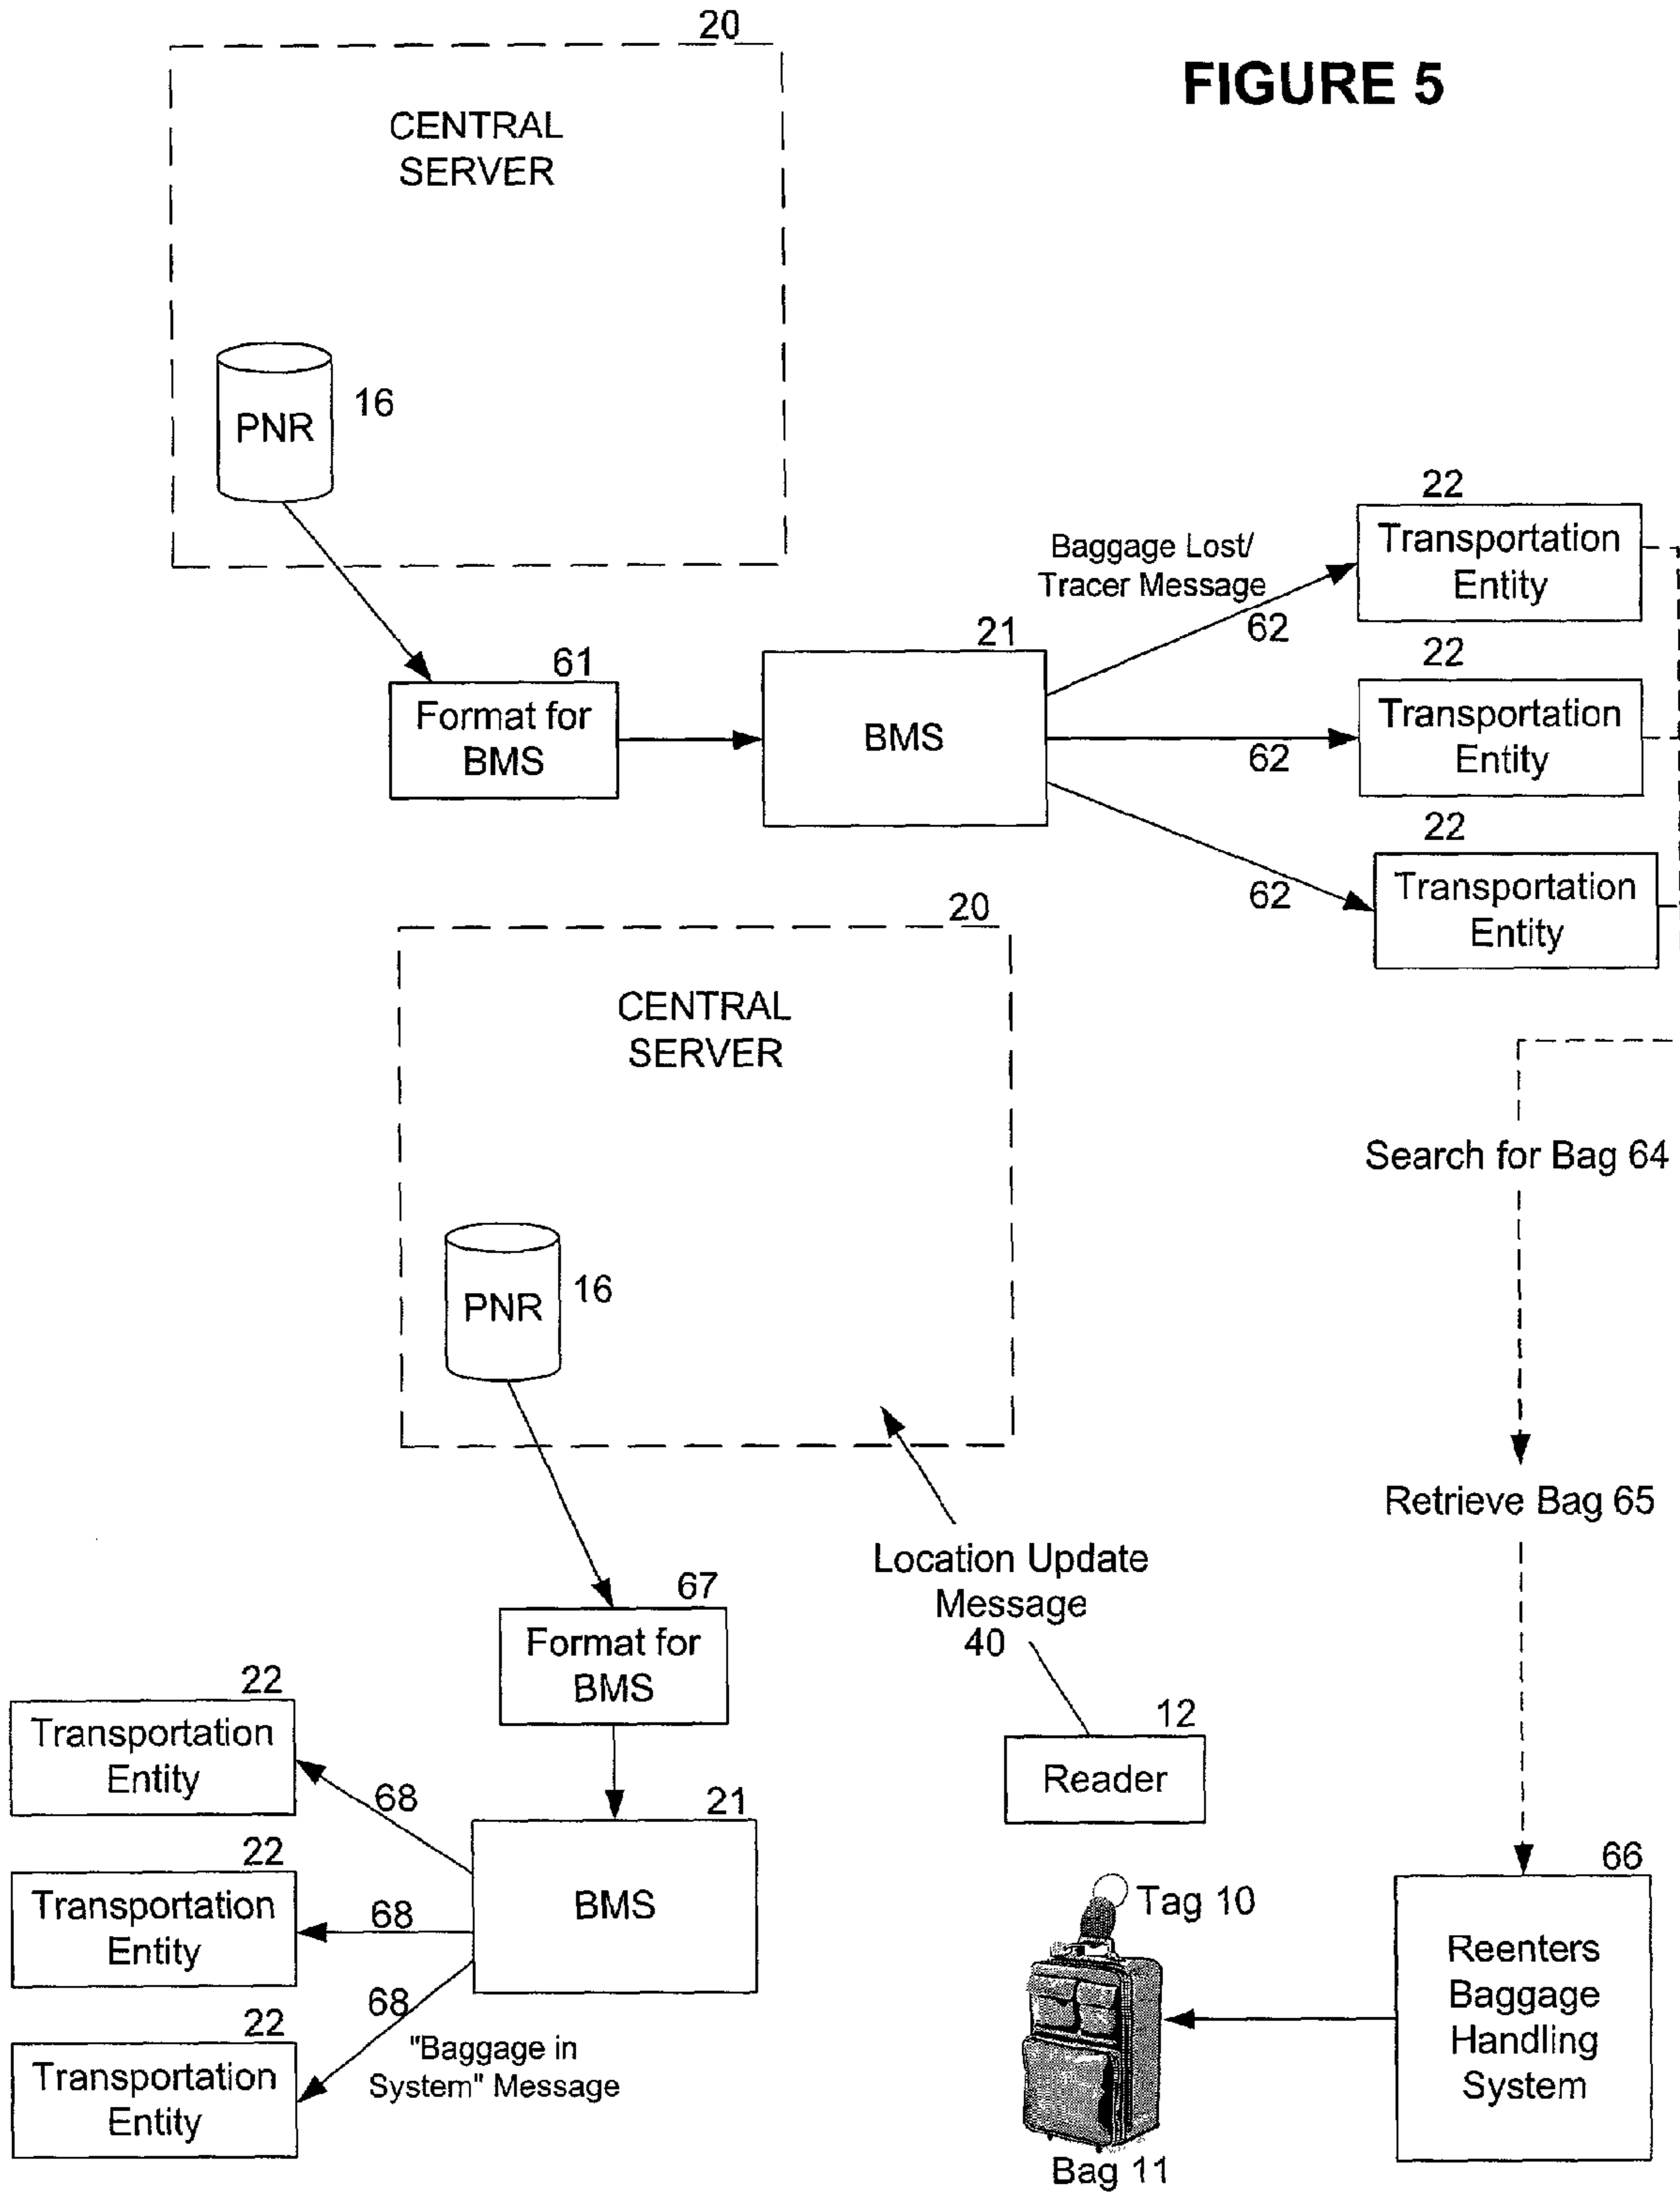 20
FIGURE 5
CENTRAL
SERVER
PNR
16
22
Transportation
Entity
Baggage Lost/
Tracer Message
62
21
22
61
Format for
BMS
BMS
62
Transportation
Entity
22
62
Transportation
Entity
20
CENTRAL
SERVER
Search for Bag 64
PNR
16
Retrieve Bag 65
Location Update
Message
40
67
Format for
BMS
22
Transportation
Entity
68
12
Reader
21
22
Transportation
Entity
68
BMS
66
Tag 10
Reenters
Baggage
Handling
System
68
22
Transportation
Entity
"Baggage in
System" Message
Bag 11